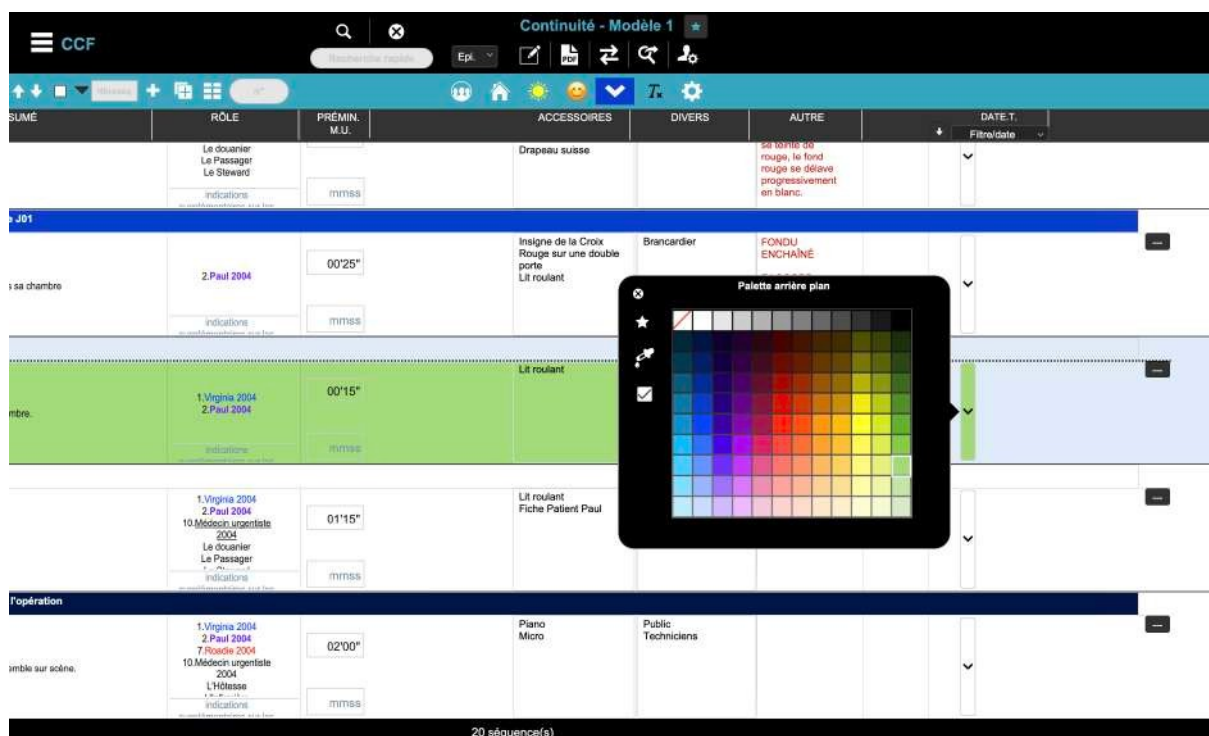 CCF
Continuité - Modèle 1
Recherche rapide
Epi.
PDF
N°
SUMÉ
RÔLE
PRÉMIN.
M.U.
ACCESSOIRES
DIVERS
AUTRE
DATE.T.
Filtre/date
Le douanier
Le Passager
Le Steward
indications
mmss
Drapeau suisse
se teinte de
rouge, le fond
rouge se délave
progressivement
en blanc.
J01
s sa chambre
2.Paul 2004
indications
00'25"
mmss
Insigne de la Croix
Rouge sur une double
porte
Lit roulant
Brancardier
FONDU
ENCHAÎNÉ
Palette arrière plan
mbre.
1.Virginia 2004
2.Paul 2004
indications
00'15"
mmss
Lit roulant
1.Virginia 2004
2.Paul 2004
10.Médecin urgentiste
2004
Le douanier
Le Passager
indications
01'15"
mmss
Lit roulant
Fiche Patient Paul
l'opération
emble sur scène.
1.Virginia 2004
2.Paul 2004
7.Roadie 2004
10.Médecin urgentiste
2004
L'Hôtesse
indications
02'00"
mmss
Piano
Micro
Public
Techniciens
20 séquence(s)